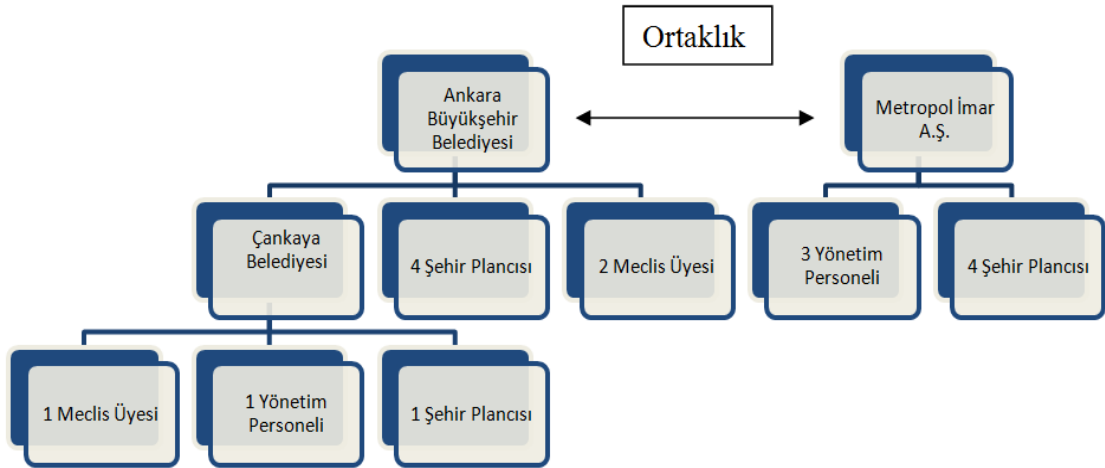 Ortaklık
Ankara
Büyükşehir
Belediyesi
Metropol İmar
A.Ş.
Çankaya
Belediyesi
4 Şehir Plancısı
2 Meclis Üyesi
3 Yönetim
Personeli
4 Şehir Plancısı
1 Meclis Üyesi
1 Yönetim
Personeli
1 Şehir Plancısı